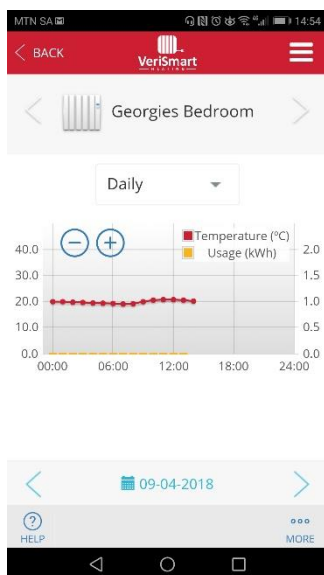 MTN SA 14:54
BACK
VeriSmart
HEATING
Georgies Bedroom
Daily
Temperature (ºC)
Usage (kWh)
40.0 2.0
30.0 1.5
20.0 1.0
10.0 0.5
0.0 0.0
00:00 06:00 12:00 18:00 24:00
09-04-2018
HELP MORE